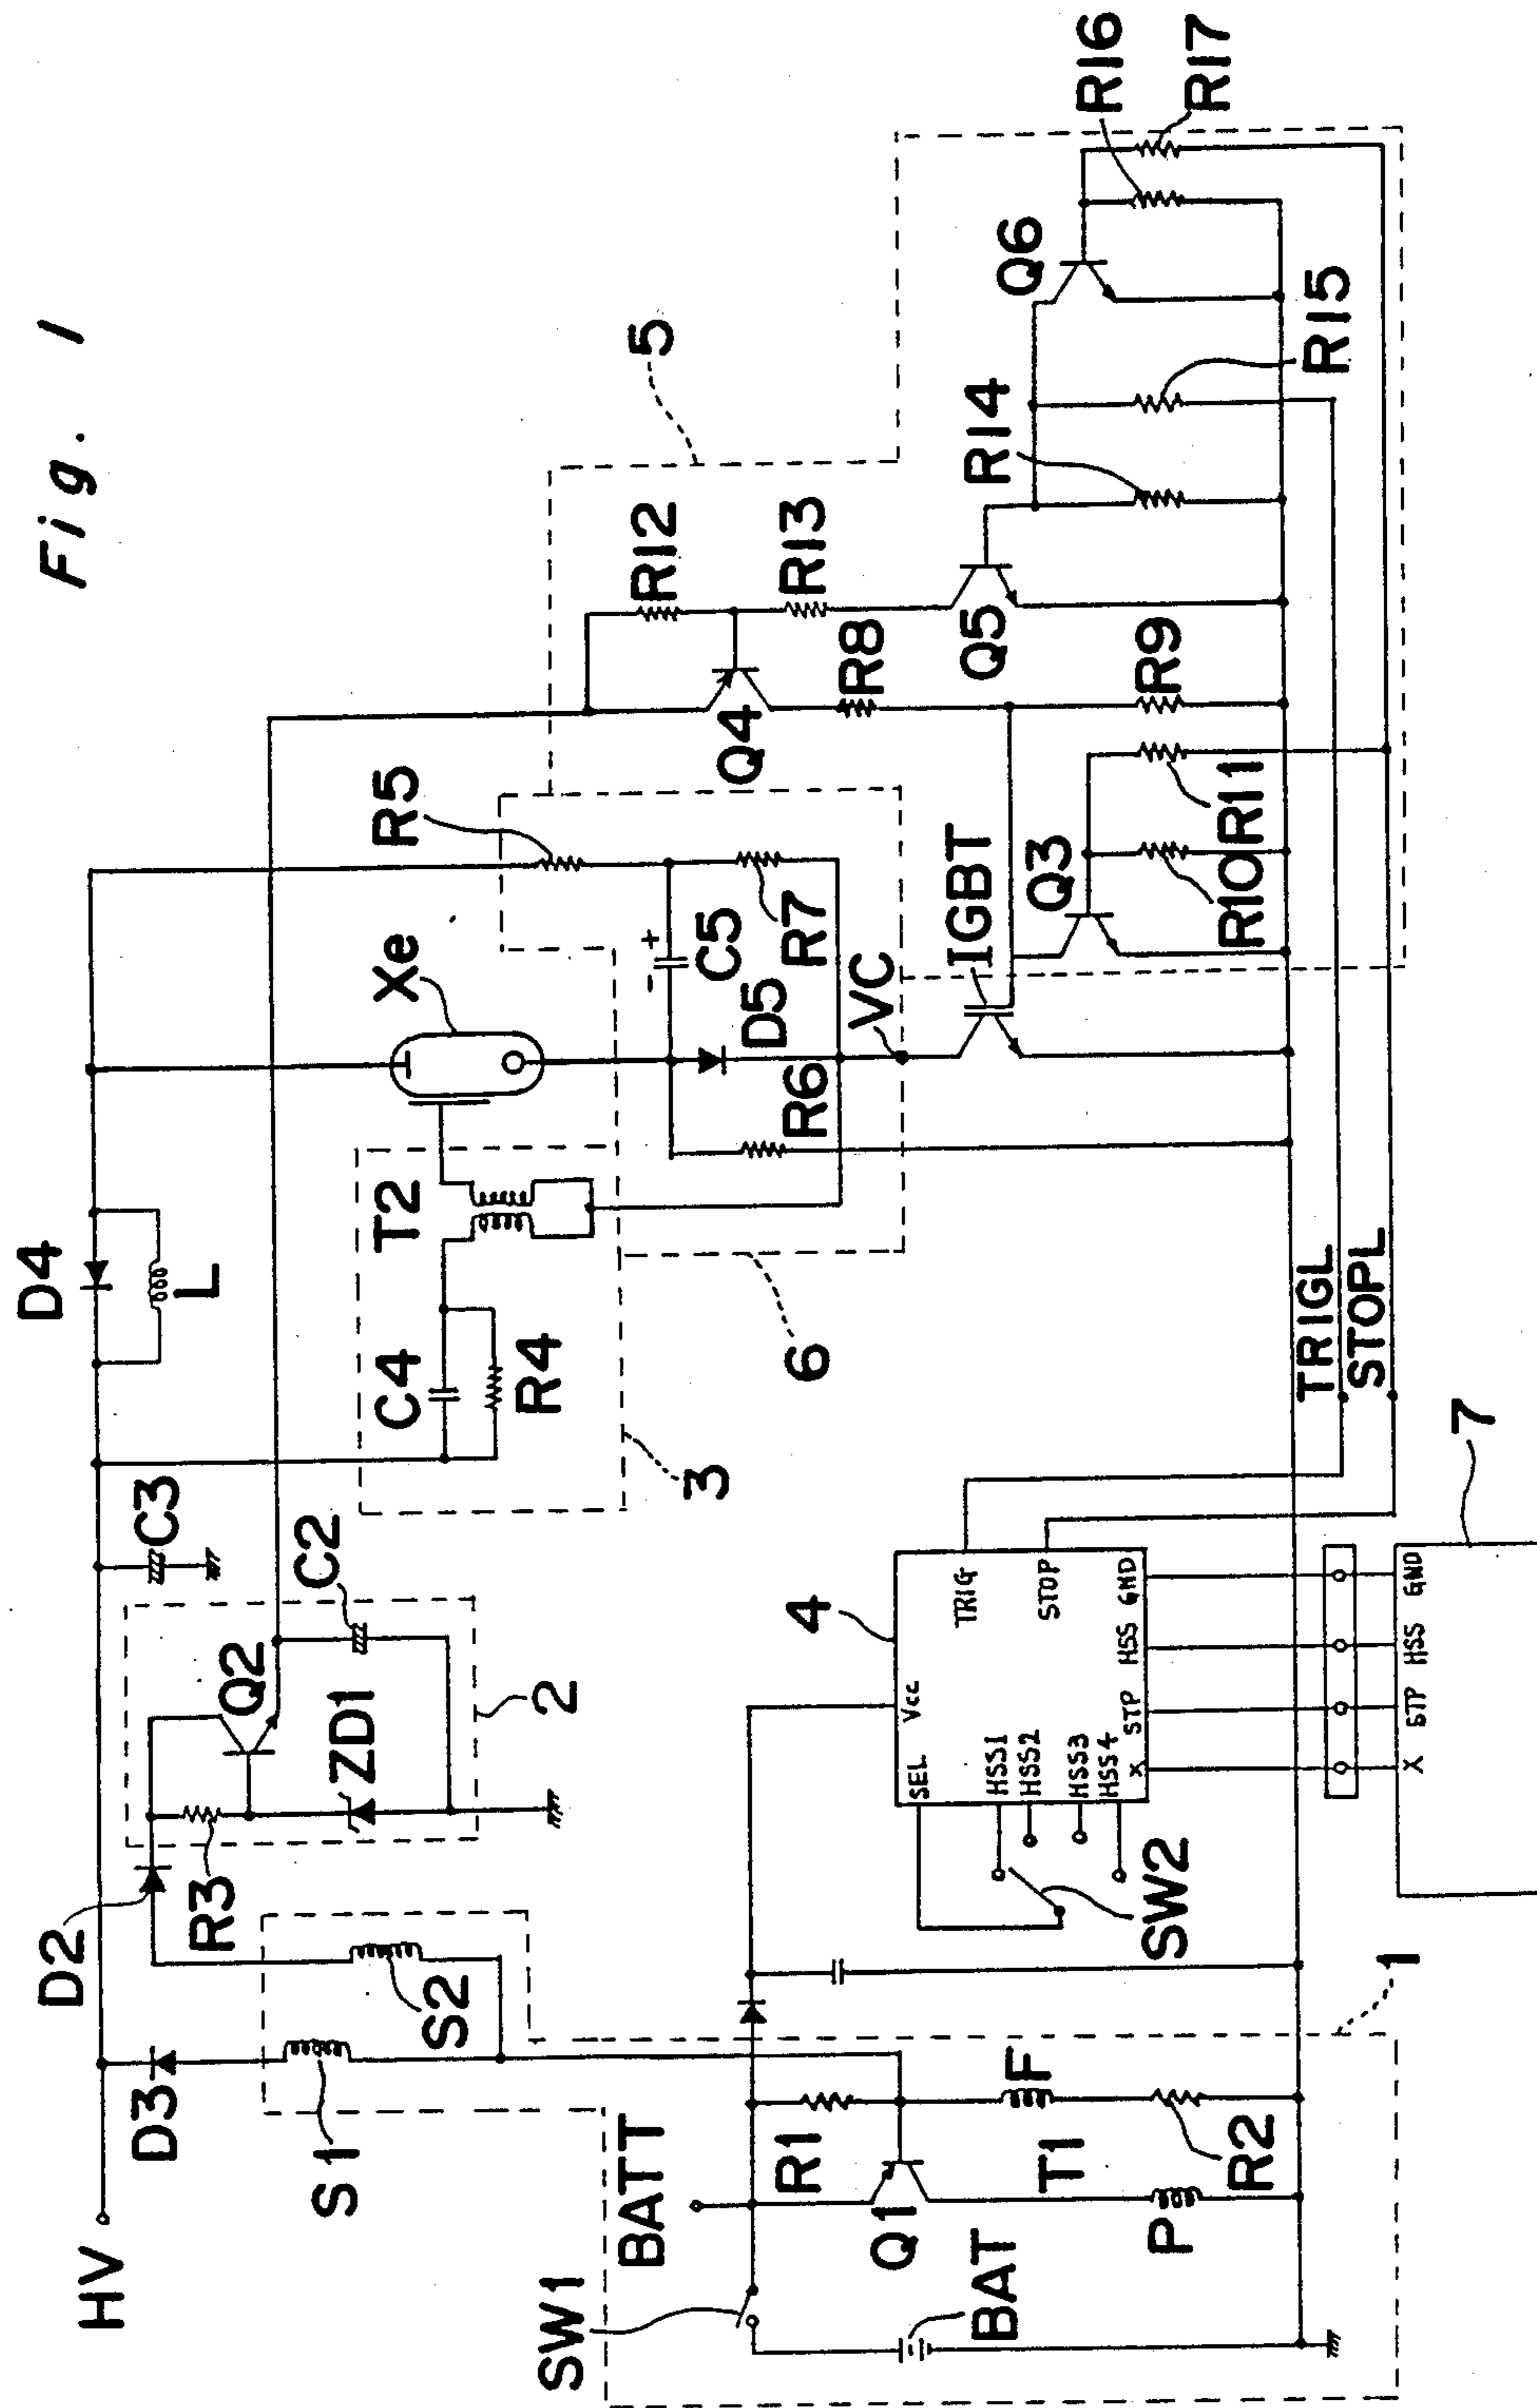 Fig. 1
HV
D3
S1
D2
R3
S2
Q2
ZD1
2
C2
C3
D4
L
C4
R4
3
T2
Xe
R5
6
C5
D5
R6
R7
VC
IGBT
5
R12
R13
Q4
R8
Q5
R14
Q6
R16
R17
R15
R9
Q3
R10
R11
TRIGL
STOPL
SW1
BATT
R1
Q1
BAT
T1
P
F
R2
1
4
Vcc
SEL
TRIG
STOP
HSS1
HSS2
HSS3
HSS4
X
STP
HSS
GND
SW2
X
STP
HSS
GND
7